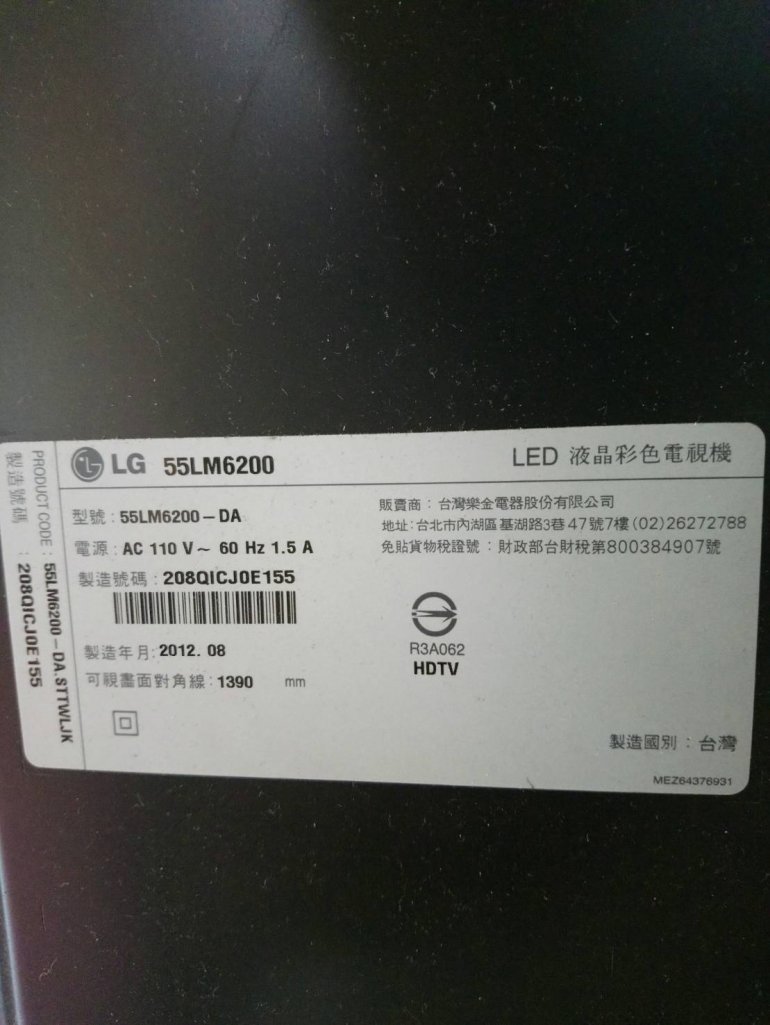 LG 55LM6200
LED 液晶彩色電視機
型號：55LM6200－DA
電源：AC 110 V～ 60 Hz 1.5 A
製造號碼：208QICJ0E155
製造年月：2012. 08
可視畫面對角線：1390 mm
販賣商：台灣樂金電器股份有限公司
地址：台北市內湖區基湖路3巷47號7樓 (02)26272788
免貼貨物稅證號：財政部台財稅第800384907號
R3A062
HDTV
製造國別：台灣
MEZ64376931
PRODUCT CODE：55LM6200－DA.STTWLJK
製造號碼 ：208QICJ0E155